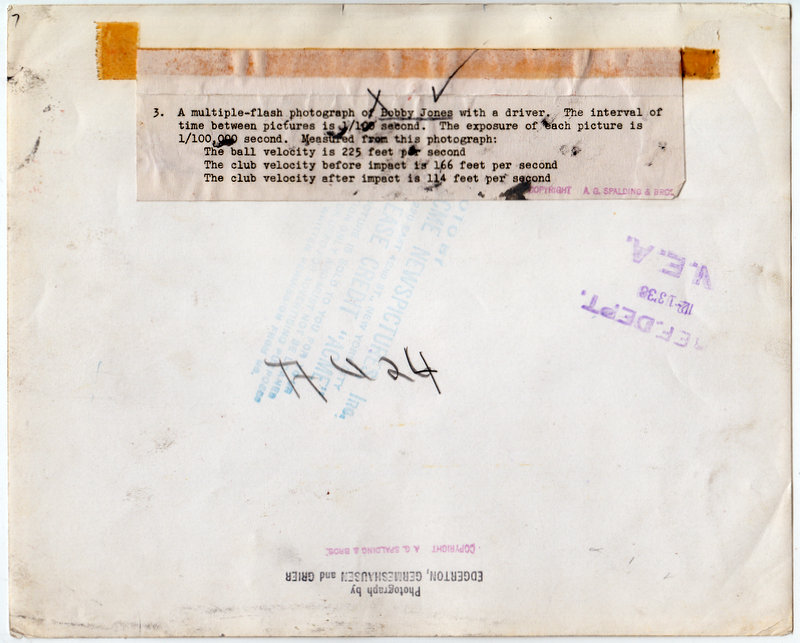 3. A multiple-flash photograph of Bobby Jones with a driver. The interval of
time between pictures is 1/100 second. The exposure of each picture is
1/100,000 second. Measured from this photograph:
The ball velocity is 225 feet per second
The club velocity before impact is 166 feet per second
The club velocity after impact is 114 feet per second
COPYRIGHT A. G. SPALDING & BROS.
NEWSPICTURES Inc.
CREDIT "ACME"
N.E.A.
12-13'38
REF. DEPT.
COPYRIGHT A. G. SPALDING & BROS.
Photograph by
EDGERTON, GERMESHAUSEN and GRIER